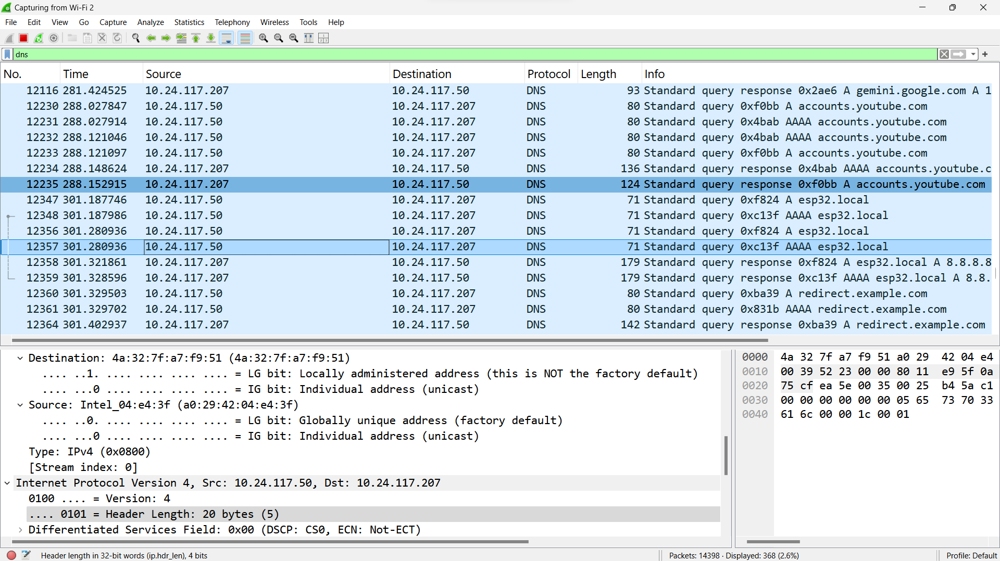 Capturing from Wi-Fi 2
File Edit View Go Capture Analyze Statistics Telephony Wireless Tools Help
dns
No. Time Source Destination Protocol Length Info
12116 281.424525 10.24.117.207 10.24.117.50 DNS 93 Standard query response 0x2ae6 A gemini.google.com A 1
12230 288.027847 10.24.117.50 10.24.117.207 DNS 80 Standard query 0xf0bb A accounts.youtube.com
12231 288.027914 10.24.117.50 10.24.117.207 DNS 80 Standard query 0x4bab AAAA accounts.youtube.com
12232 288.121046 10.24.117.50 10.24.117.207 DNS 80 Standard query 0x4bab AAAA accounts.youtube.com
12233 288.121097 10.24.117.50 10.24.117.207 DNS 80 Standard query 0xf0bb A accounts.youtube.com
12234 288.148624 10.24.117.207 10.24.117.50 DNS 136 Standard query response 0x4bab AAAA accounts.youtube.c
12235 288.152915 10.24.117.207 10.24.117.50 DNS 124 Standard query response 0xf0bb A accounts.youtube.com
12347 301.187746 10.24.117.50 10.24.117.207 DNS 71 Standard query 0xf824 A esp32.local
12348 301.187986 10.24.117.50 10.24.117.207 DNS 71 Standard query 0xc13f AAAA esp32.local
12356 301.280936 10.24.117.50 10.24.117.207 DNS 71 Standard query 0xf824 A esp32.local
12357 301.280936 10.24.117.50 10.24.117.207 DNS 71 Standard query 0xc13f AAAA esp32.local
12358 301.321861 10.24.117.207 10.24.117.50 DNS 179 Standard query response 0xf824 A esp32.local A 8.8.8.8
12359 301.328596 10.24.117.207 10.24.117.50 DNS 179 Standard query response 0xc13f AAAA esp32.local A 8.8.
12360 301.329503 10.24.117.50 10.24.117.207 DNS 80 Standard query 0xba39 A redirect.example.com
12361 301.329702 10.24.117.50 10.24.117.207 DNS 80 Standard query 0x831b AAAA redirect.example.com
12364 301.402937 10.24.117.207 10.24.117.50 DNS 142 Standard query response 0xba39 A redirect.example.com
Destination: 4a:32:7f:a7:f9:51 (4a:32:7f:a7:f9:51)
.... ..1. .... .... .... .... = LG bit: Locally administered address (this is NOT the factory default)
.... ...0 .... .... .... .... = IG bit: Individual address (unicast)
Source: Intel_04:e4:3f (a0:29:42:04:e4:3f)
.... ..0. .... .... .... .... = LG bit: Globally unique address (factory default)
.... ...0 .... .... .... .... = IG bit: Individual address (unicast)
Type: IPv4 (0x0800)
[Stream index: 0]
Internet Protocol Version 4, Src: 10.24.117.50, Dst: 10.24.117.207
0100 .... = Version: 4
.... 0101 = Header Length: 20 bytes (5)
Differentiated Services Field: 0x00 (DSCP: CS0, ECN: Not-ECT)
0000 4a 32 7f a7 f9 51 a0 29 42 04 e4
0010 00 39 52 23 00 00 80 11 e9 5f 0a
0020 75 cf ea 5e 00 35 00 25 b4 5a c1
0030 00 00 00 00 00 00 05 65 73 70 33
0040 61 6c 00 00 1c 00 01
Header length in 32-bit words (ip.hdr_len), 4 bits
Packets: 14398 · Displayed: 368 (2.6%)
Profile: Default